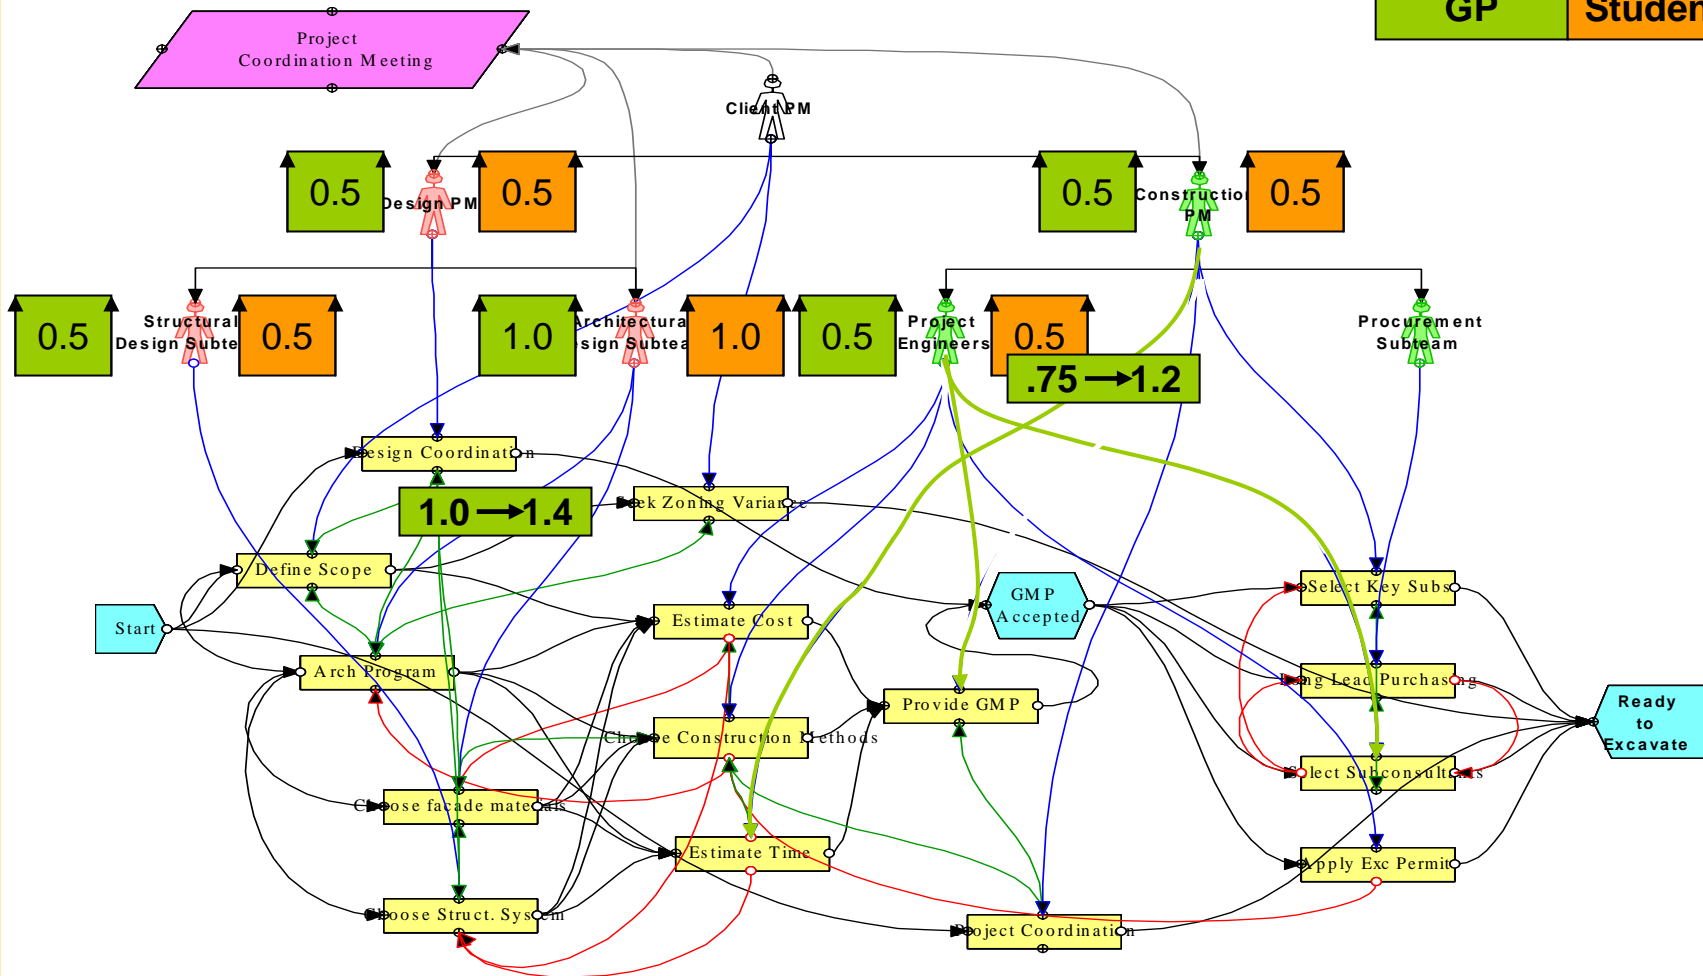 GP
Studen
Project
Coordination Meeting
Client PM
0.5
Design PM
0.5
0.5
Construction
PM
0.5
0.5
Structural
Design Subte
0.5
1.0
Architectura
sign Subtea
1.0
0.5
Project
Engineers
0.5
.75→1.2
Procurement
Subteam
Design Coordination
1.0→1.4
Seek Zoning Variance
Define Scope
Start
Estimate Cost
GMP
Accepted
Select Key Subs
Arch Program
Long Lead Purchasing
Provide GMP
Choose Construction Methods
Ready
to
Excavate
Select Subconsultants
Choose facade materials
Estimate Time
Apply Exc Permit
Choose Struct. System
Project Coordination